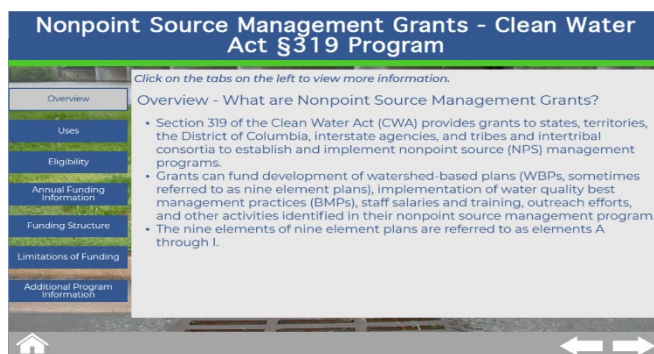 Nonpoint Source Management Grants - Clean Water
Act §319 Program
Click on the tabs on the left to view more information.
Overview
Uses
Eligibility
Annual Funding
Information
Funding Structure
Limitations of Funding
Additional Program
Information
Overview - What are Nonpoint Source Management Grants?
• Section 319 of the Clean Water Act (CWA) provides grants to states, territories,
the District of Columbia, interstate agencies, and tribes and intertribal
consortia to establish and implement nonpoint source (NPS) management
programs.
• Grants can fund development of watershed-based plans (WBPs, sometimes
referred to as nine element plans), implementation of water quality best
management practices (BMPs), staff salaries and training, outreach efforts,
and other activities identified in their nonpoint source management program.
• The nine elements of nine element plans are referred to as elements A
through I.